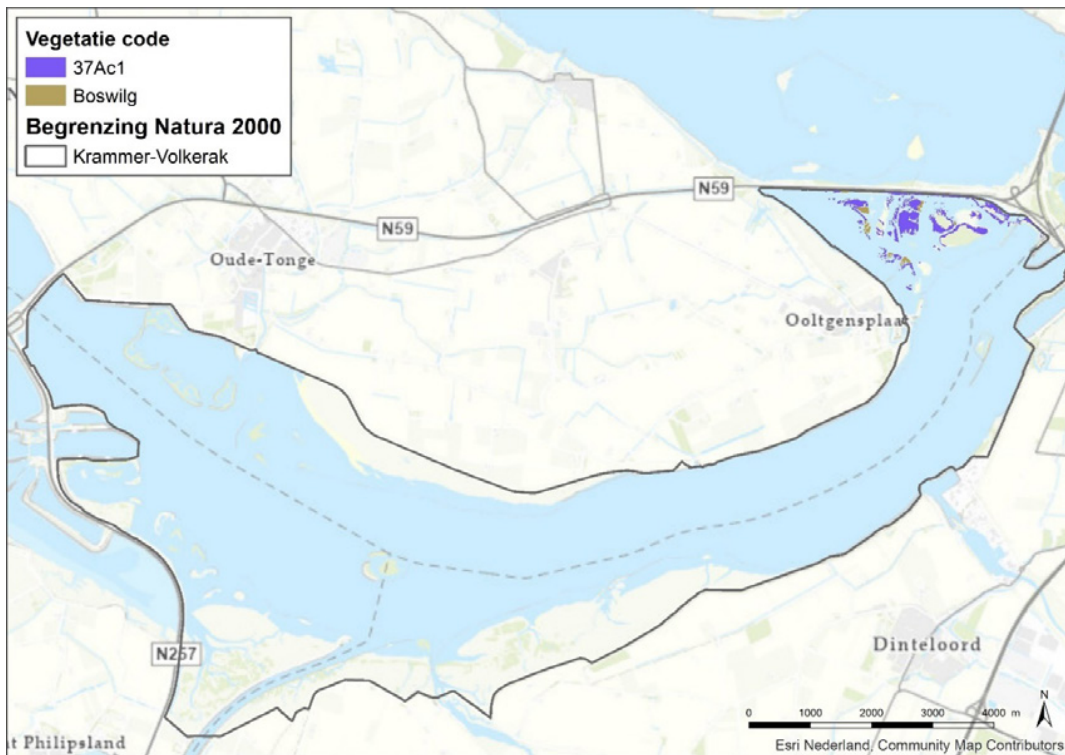 Vegetatie code
37Ac1
Boswilg
Begrenzing Natura 2000
Krammer-Volkerak
N59
N59
Oude-Tonge
Ooltgensplaat
N257
Dinteloord
t Philipsland
N
0 1000 2000 3000 4000 m
Esri Nederland, Community Map Contributors